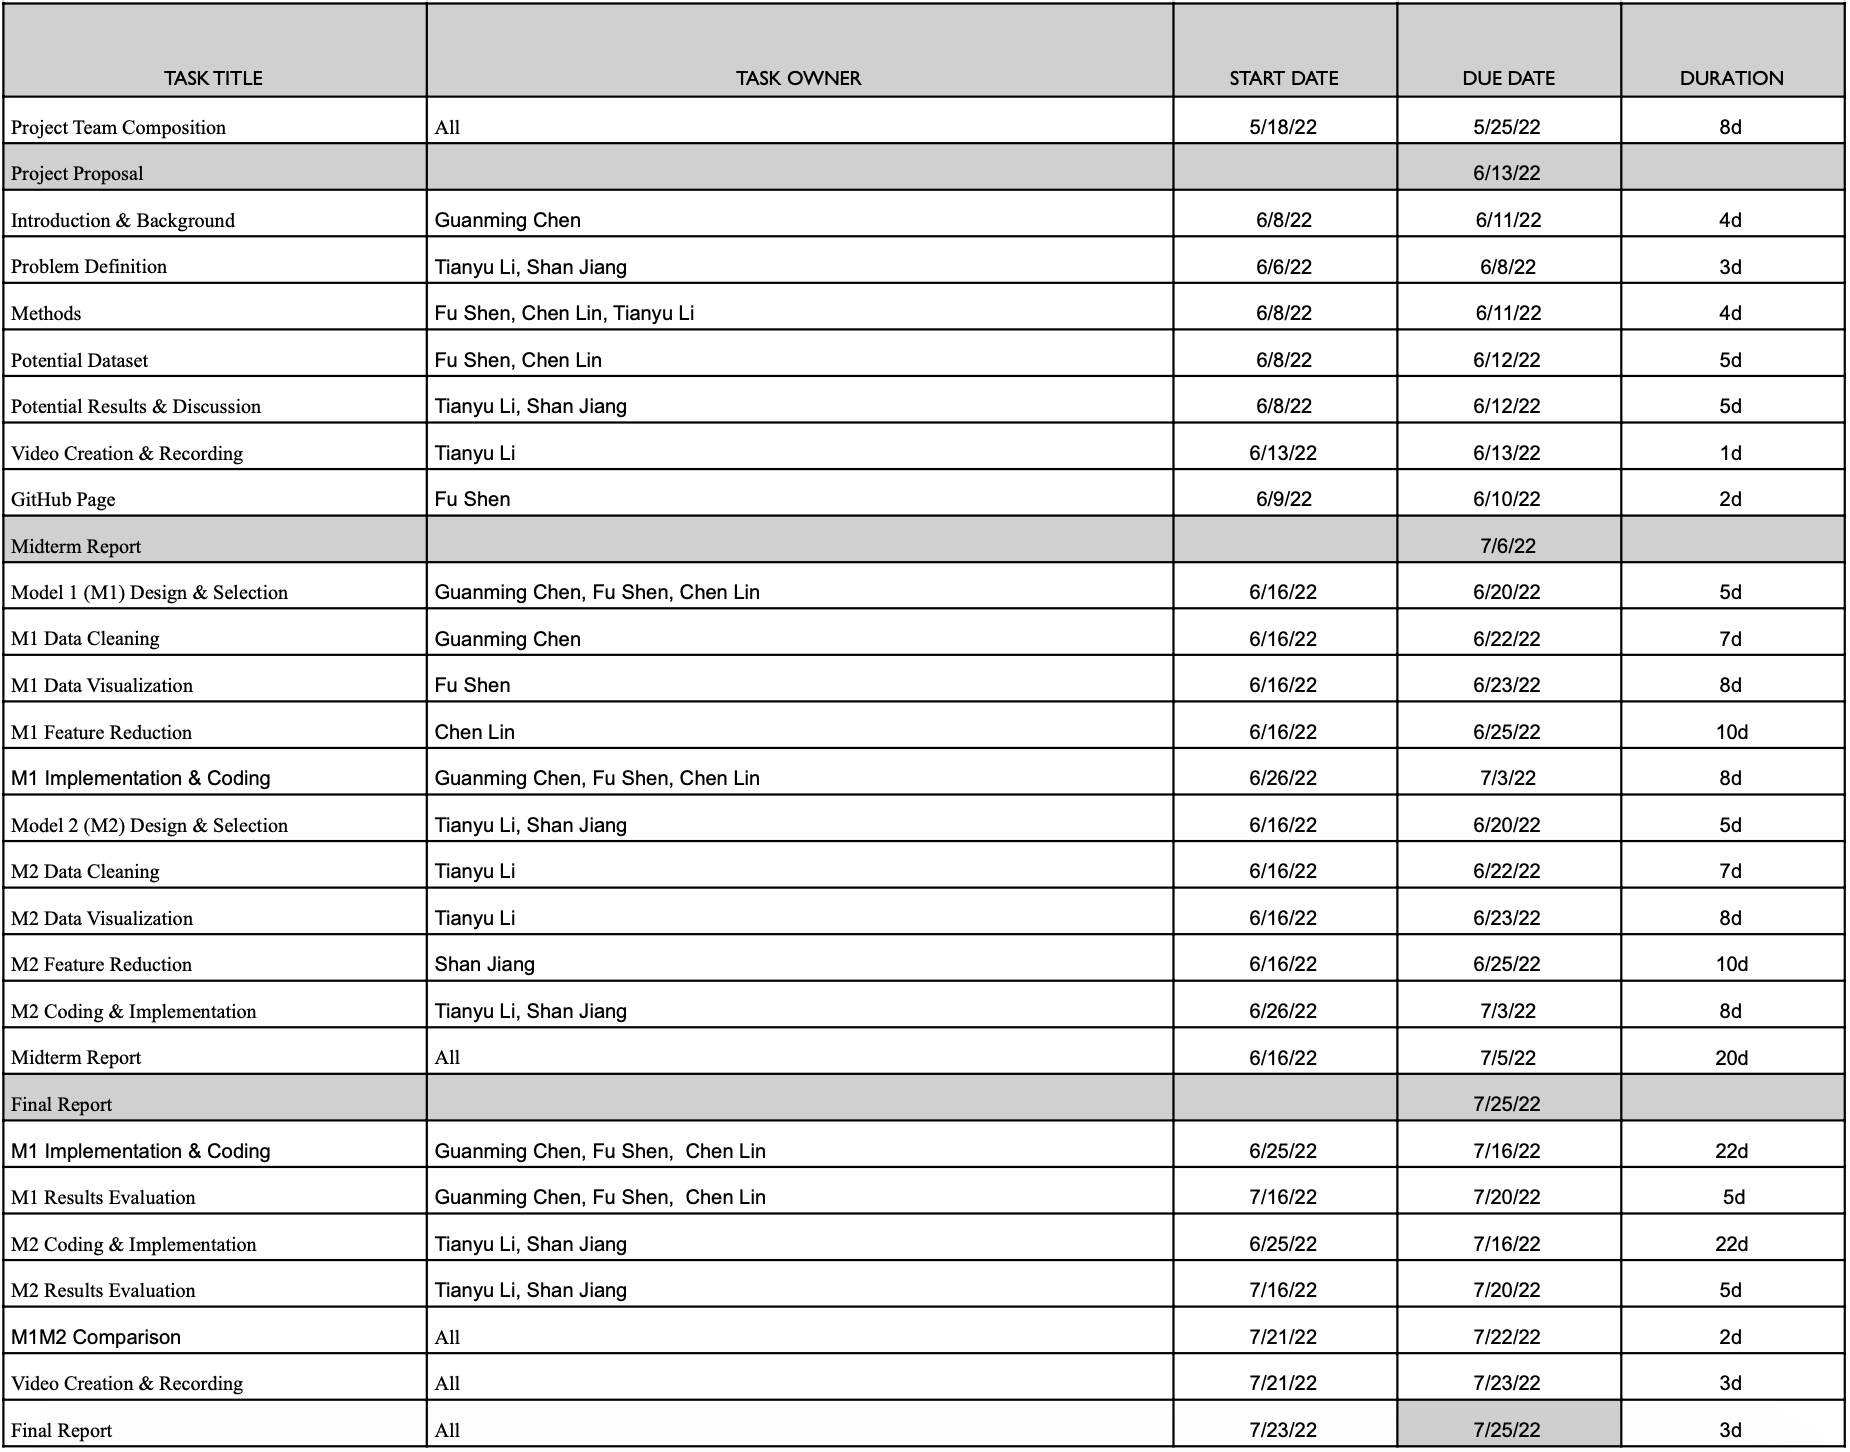 TASK TITLE TASK OWNER START DATE DUE DATE DURATION
Project Team Composition All 5/18/22 5/25/22 8d
Project Proposal 6/13/22
Introduction & Background Guanming Chen 6/8/22 6/11/22 4d
Problem Definition Tianyu Li, Shan Jiang 6/6/22 6/8/22 3d
Methods Fu Shen, Chen Lin, Tianyu Li 6/8/22 6/11/22 4d
Potential Dataset Fu Shen, Chen Lin 6/8/22 6/12/22 5d
Potential Results & Discussion Tianyu Li, Shan Jiang 6/8/22 6/12/22 5d
Video Creation & Recording Tianyu Li 6/13/22 6/13/22 1d
GitHub Page Fu Shen 6/9/22 6/10/22 2d
Midterm Report 7/6/22
Model 1 (M1) Design & Selection Guanming Chen, Fu Shen, Chen Lin 6/16/22 6/20/22 5d
M1 Data Cleaning Guanming Chen 6/16/22 6/22/22 7d
M1 Data Visualization Fu Shen 6/16/22 6/23/22 8d
M1 Feature Reduction Chen Lin 6/16/22 6/25/22 10d
M1 Implementation & Coding Guanming Chen, Fu Shen, Chen Lin 6/26/22 7/3/22 8d
Model 2 (M2) Design & Selection Tianyu Li, Shan Jiang 6/16/22 6/20/22 5d
M2 Data Cleaning Tianyu Li 6/16/22 6/22/22 7d
M2 Data Visualization Tianyu Li 6/16/22 6/23/22 8d
M2 Feature Reduction Shan Jiang 6/16/22 6/25/22 10d
M2 Coding & Implementation Tianyu Li, Shan Jiang 6/26/22 7/3/22 8d
Midterm Report All 6/16/22 7/5/22 20d
Final Report 7/25/22
M1 Implementation & Coding Guanming Chen, Fu Shen, Chen Lin 6/25/22 7/16/22 22d
M1 Results Evaluation Guanming Chen, Fu Shen, Chen Lin 7/16/22 7/20/22 5d
M2 Coding & Implementation Tianyu Li, Shan Jiang 6/25/22 7/16/22 22d
M2 Results Evaluation Tianyu Li, Shan Jiang 7/16/22 7/20/22 5d
M1M2 Comparison All 7/21/22 7/22/22 2d
Video Creation & Recording All 7/21/22 7/23/22 3d
Final Report All 7/23/22 7/25/22 3d